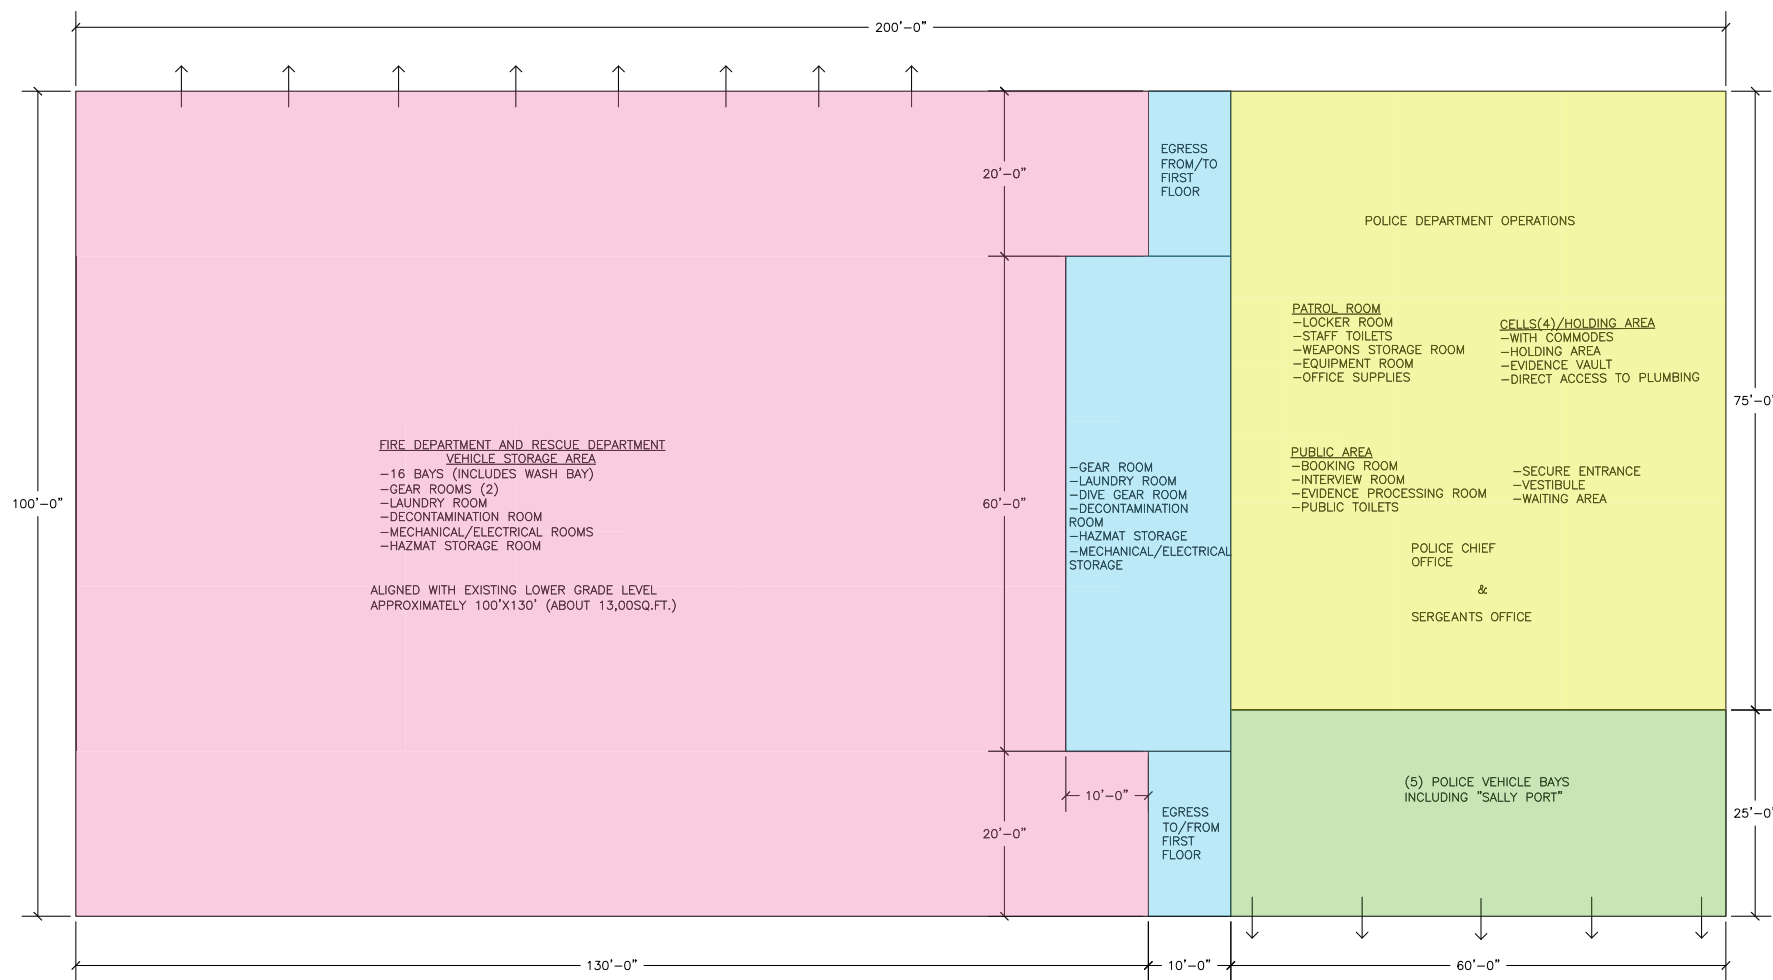 200'-0"
20'-0"
EGRESS
FROM/TO
FIRST
FLOOR
POLICE DEPARTMENT OPERATIONS
PATROL ROOM
-LOCKER ROOM
-STAFF TOILETS
-WEAPONS STORAGE ROOM
-EQUIPMENT ROOM
-OFFICE SUPPLIES
CELLS(4)/HOLDING AREA
-WITH COMMODES
-HOLDING AREA
-EVIDENCE VAULT
-DIRECT ACCESS TO PLUMBING
75'-0'
FIRE DEPARTMENT AND RESCUE DEPARTMENT
VEHICLE STORAGE AREA
-16 BAYS (INCLUDES WASH BAY)
-GEAR ROOMS (2)
-LAUNDRY ROOM
-DECONTAMINATION ROOM
-MECHANICAL/ELECTRICAL ROOMS
-HAZMAT STORAGE ROOM
ALIGNED WITH EXISTING LOWER GRADE LEVEL
APPROXIMATELY 100'X130' (ABOUT 13,00SQ.FT.)
100'-0"
60'-0"
-GEAR ROOM
-LAUNDRY ROOM
-DIVE GEAR ROOM
-DECONTAMINATION
ROOM
-HAZMAT STORAGE
-MECHANICAL/ELECTRICAL
STORAGE
PUBLIC AREA
-BOOKING ROOM
-INTERVIEW ROOM
-EVIDENCE PROCESSING ROOM
-PUBLIC TOILETS
-SECURE ENTRANCE
-VESTIBULE
-WAITING AREA
POLICE CHIEF
OFFICE
&
SERGEANTS OFFICE
10'-0"
20'-0"
EGRESS
TO/FROM
FIRST
FLOOR
(5) POLICE VEHICLE BAYS
INCLUDING "SALLY PORT"
25'-0'
130'-0"
10'-0"
60'-0"